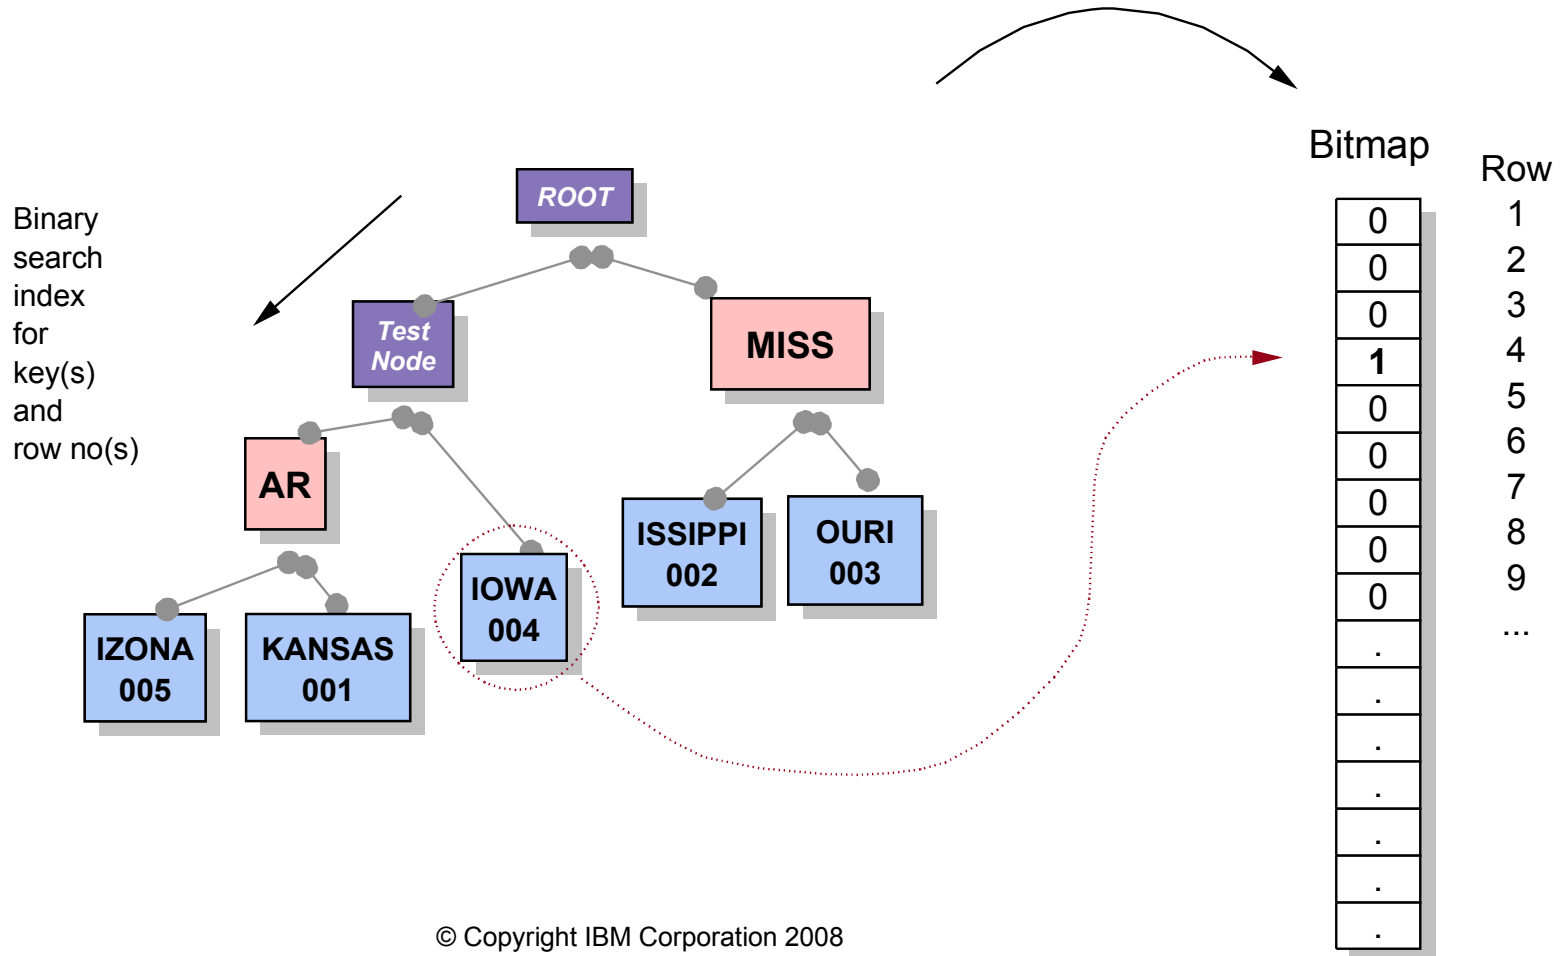 Bitmap
Row
Binary
search
index
for
key(s)
and
row no(s)
ROOT
Test
Node
MISS
AR
ISSIPPI
002
OURI
003
IOWA
004
IZONA
005
KANSAS
001
0
0
0
1
0
0
0
0
0
.
.
.
.
.
.
.
1
2
3
4
5
6
7
8
9
...
© Copyright IBM Corporation 2008